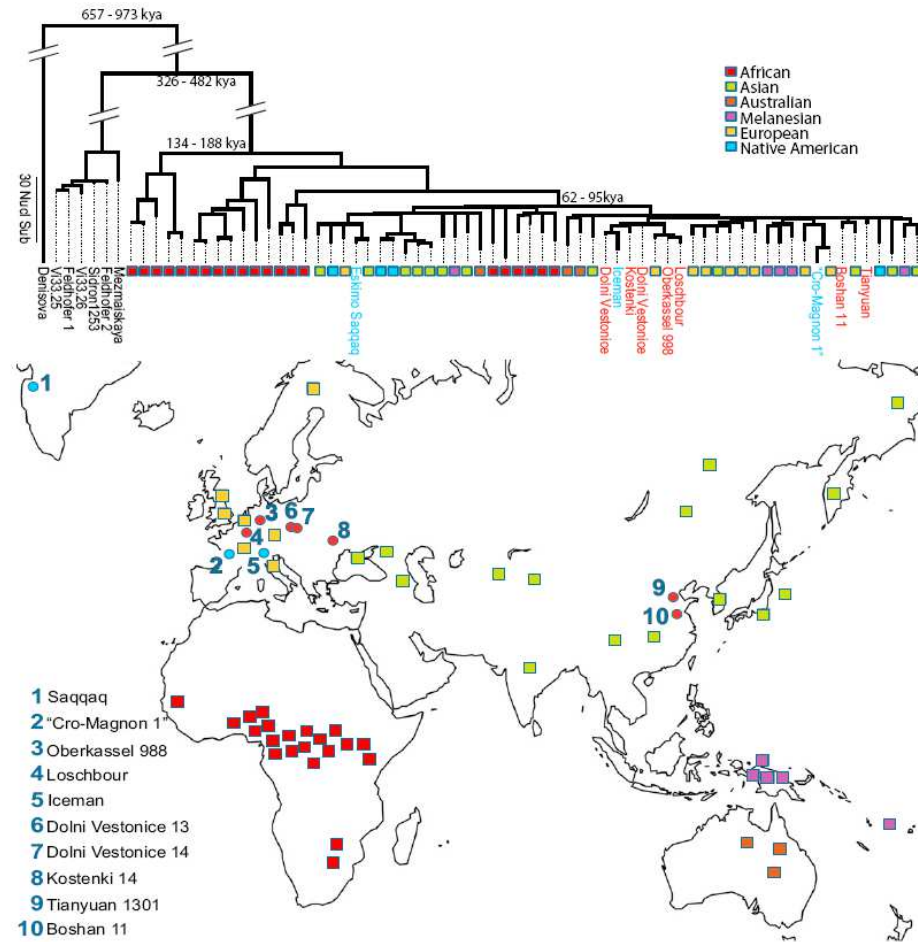 657 - 973 kya
326 - 482 kya
134 - 188 kya
62 - 95kya
African
Asian
Australian
Melanesian
European
Native American
30 Nud Sub
Denisova
Vi33.25
Feldhofer 1
Vi33.26
Sidron1253
Feldhofer 2
Mezmaiskaya
Eskimo Saqqaq
Dolni Vestonice
Iceman
Kostenki
Dolni Vestonice
Oberkassel 998
Loschbour
"Cro-Magnon 1"
Boshan 11
Tianyuan
1
2
3
4
5
6
7
8
9
10
1 Saqqaq
2 "Cro-Magnon 1"
3 Oberkassel 988
4 Loschbour
5 Iceman
6 Dolni Vestonice 13
7 Dolni Vestonice 14
8 Kostenki 14
9 Tianyuan 1301
10 Boshan 11